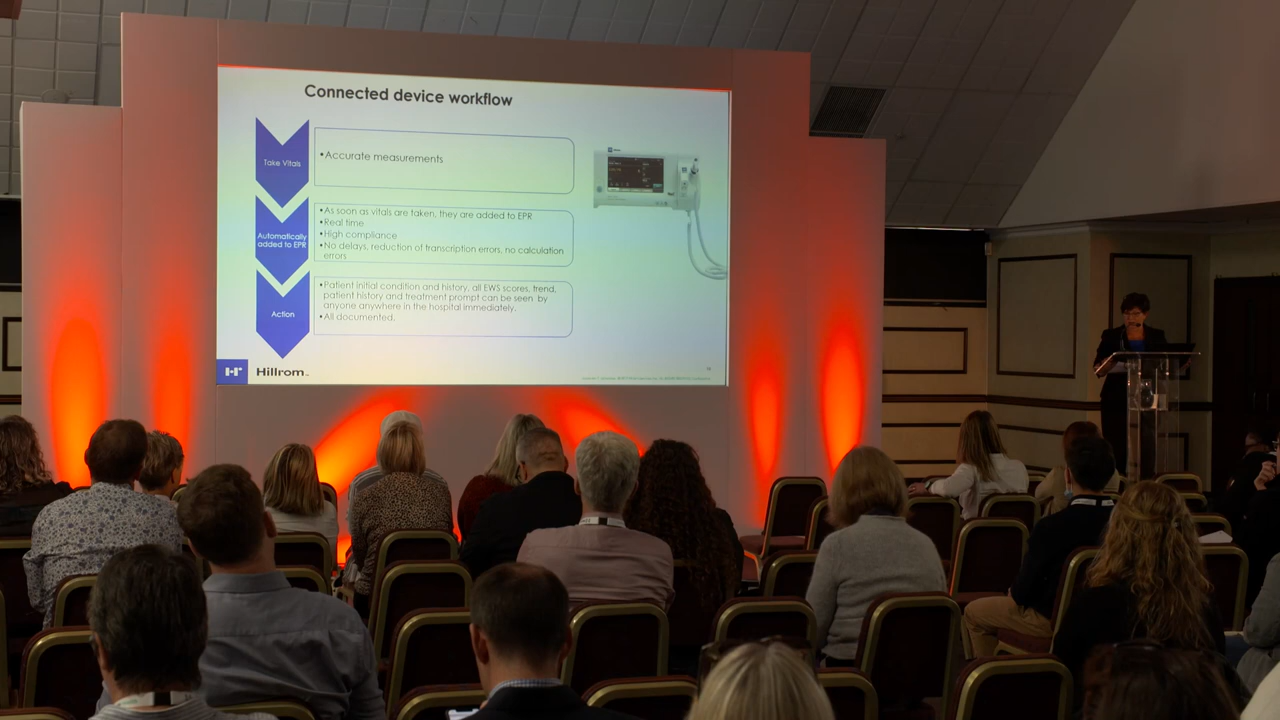 Connected device workflow
Take Vitals
•Accurate measurements
Automatically
added to EPR
•As soon as vitals are taken, they are added to EPR
•Real time
•High compliance
•No delays, reduction of transcription errors, no calculation
errors
Action
•Patient initial condition and history, all EWS scores, trend,
patient history and treatment prompt can be seen by
anyone anywhere in the hospital immediately.
•All documented.
H
Hillrom